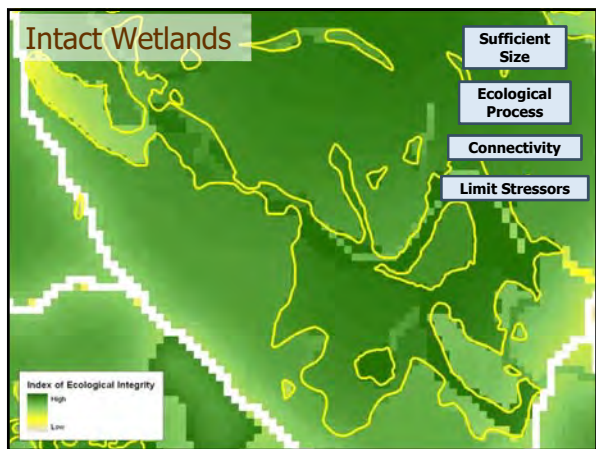 Intact Wetlands
Sufficient
Size
Ecological
Process
Connectivity
Limit Stressors
Index of Ecological Integrity
High
Low